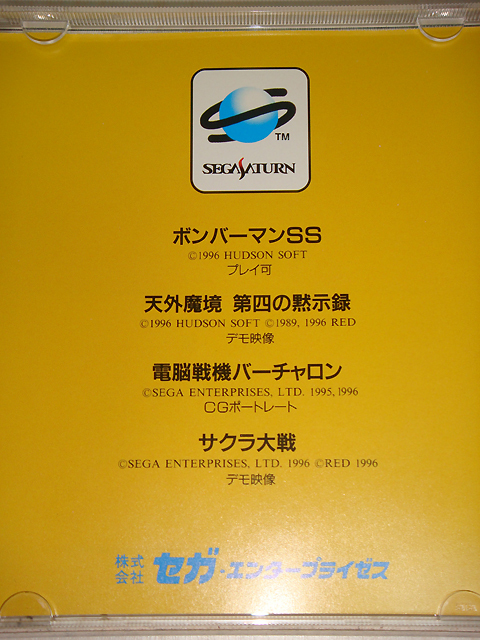 TM
SEGA SATURN
ボンバーマンSS
©1996 HUDSON SOFT
プレイ可
天外魔境 第四の黙示録
©1996 HUDSON SOFT ©1989, 1996 RED
デモ映像
電脳戦機バーチャロン
©SEGA ENTERPRISES, LTD. 1995, 1996
CGポートレート
サクラ大戦
©SEGA ENTERPRISES, LTD. 1996 ©RED 1996
デモ映像
株式会社 セガ・エンタープライゼス